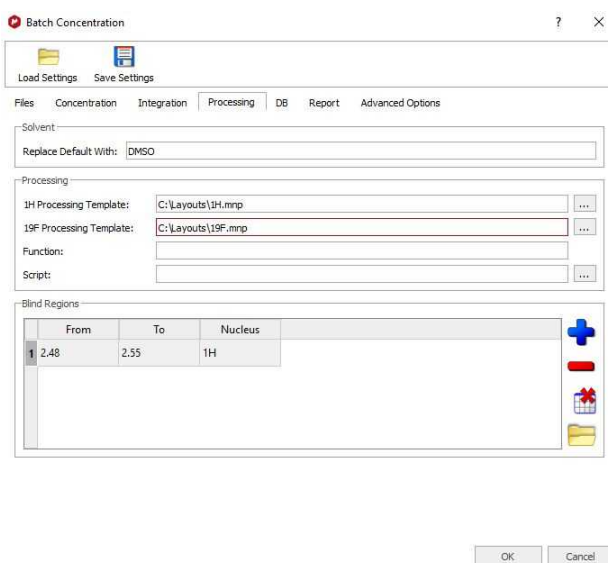 Batch Concentration ? ×
Load Settings Save Settings
Files Concentration Integration Processing DB Report Advanced Options
Solvent
Replace Default With: DMSO
Processing
1H Processing Template: C:\Layouts\1H.mnp ...
19F Processing Template: C:\Layouts\19F.mnp ...
Function:
Script: ...
Blind Regions
From To Nucleus
1 2.48 2.55 1H
OK Cancel